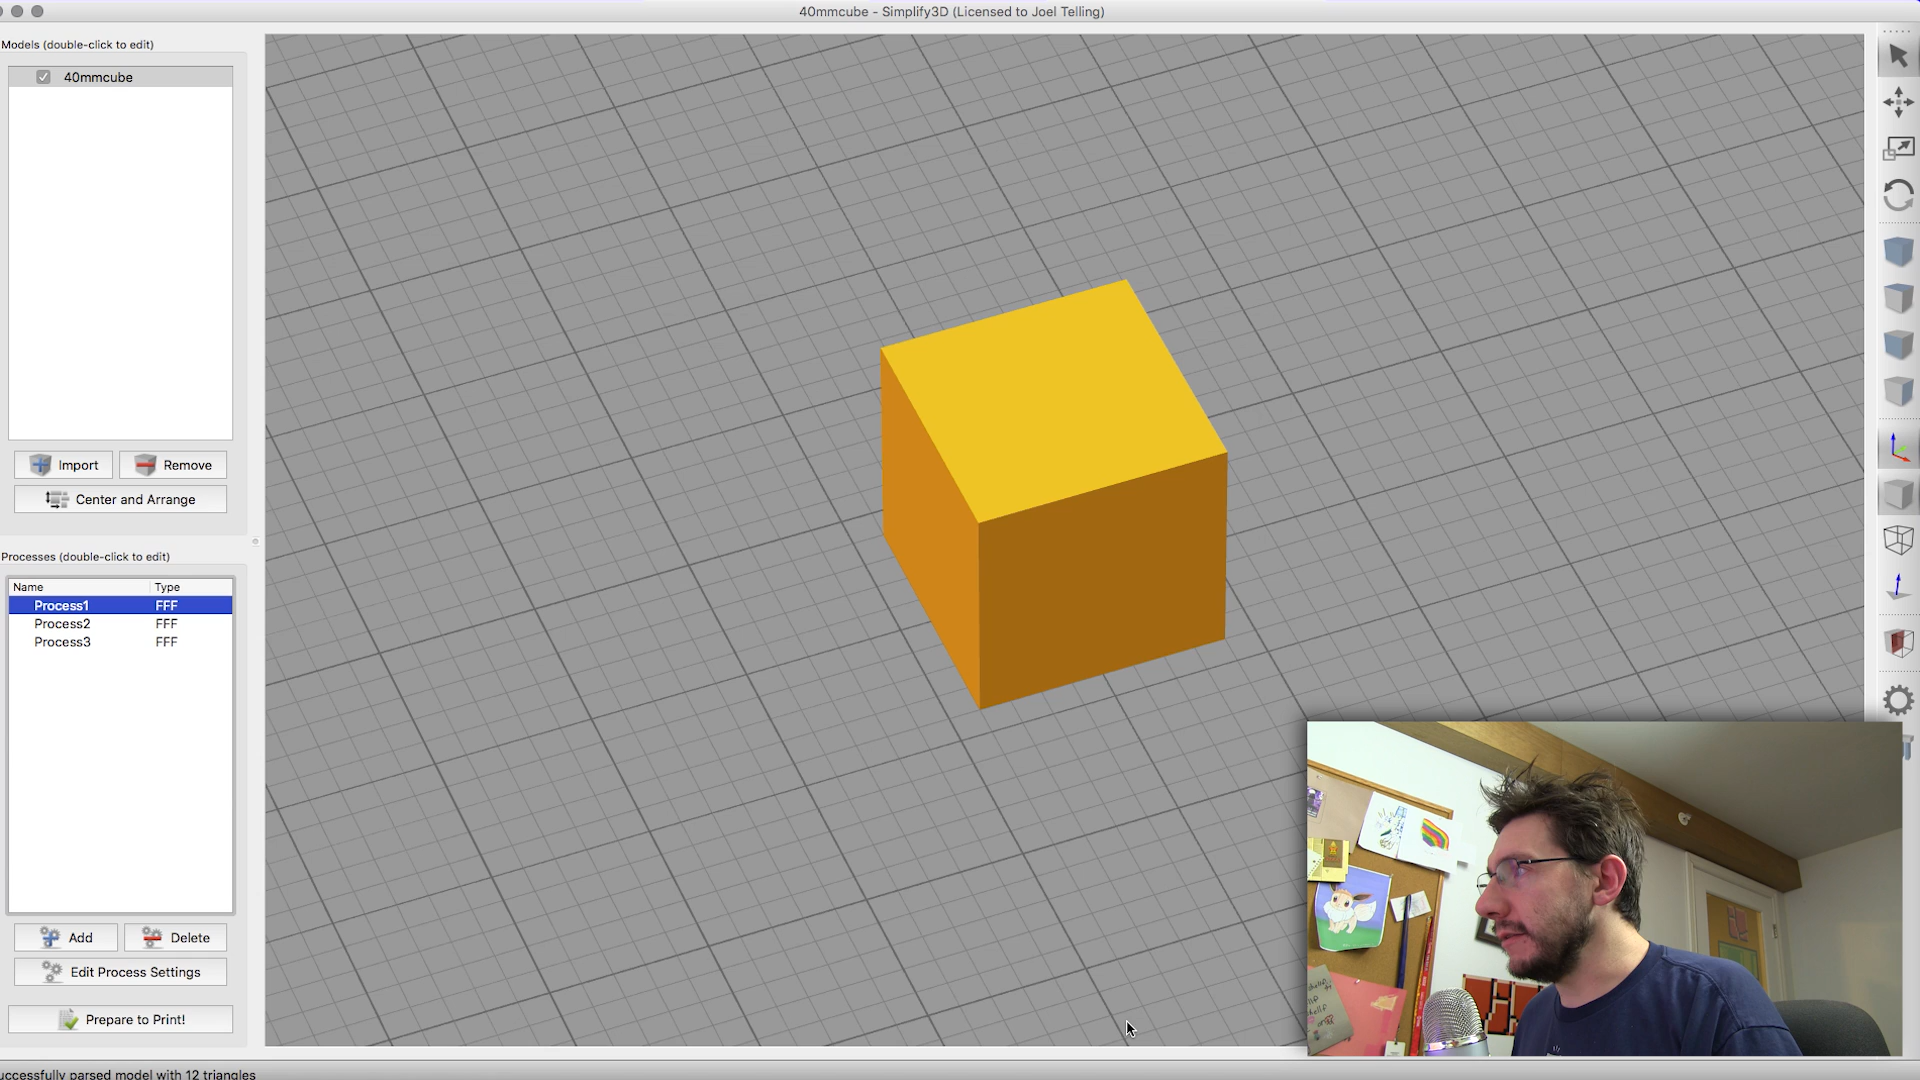 40mmcube - Simplify3D (Licensed to Joel Telling)
Models (double-click to edit)
40mmcube
Import
Remove
Center and Arrange
Processes (double-click to edit)
Name Type
Process1 FFF
Process2 FFF
Process3 FFF
Add
Delete
Edit Process Settings
Prepare to Print!
uccessfully parsed model with 12 triangles